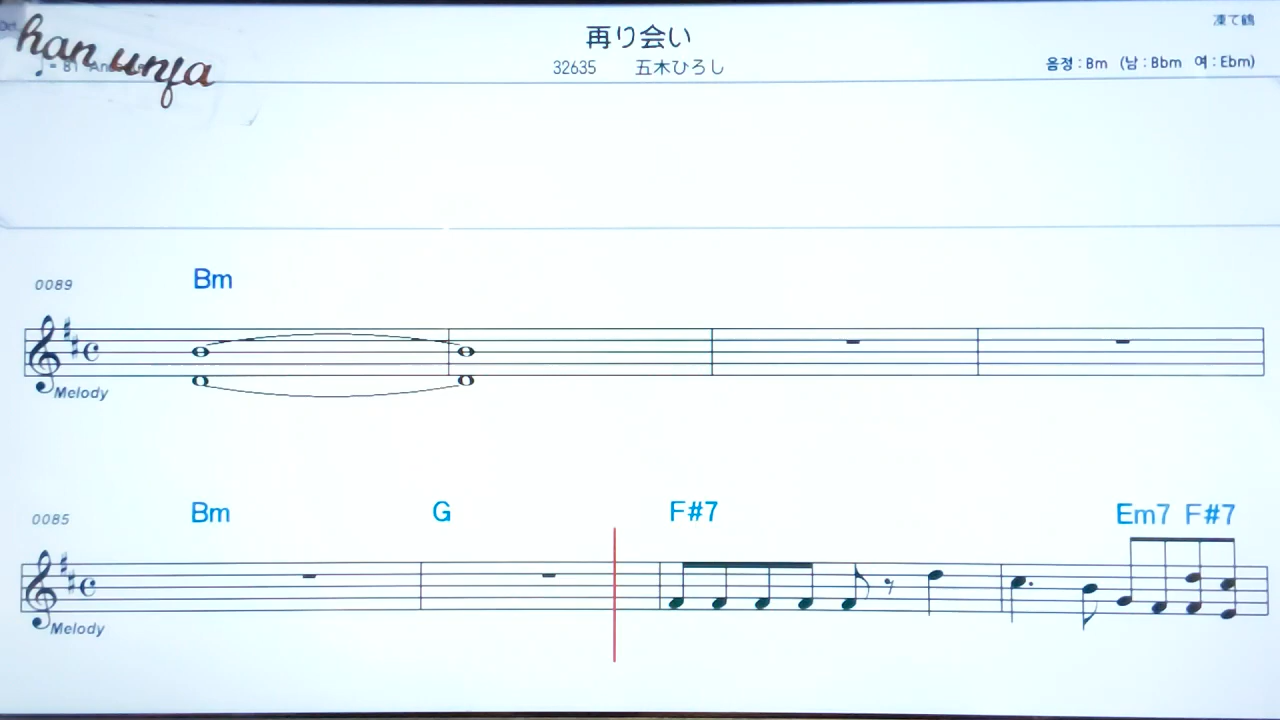 han unja
再り会い
凍て鶴
32635 五木ひろし
음정 : Bm (남 : Bbm 여 : Ebm)
0089
Bm
Melody
0085
Bm G F#7 Em7 F#7
Melody